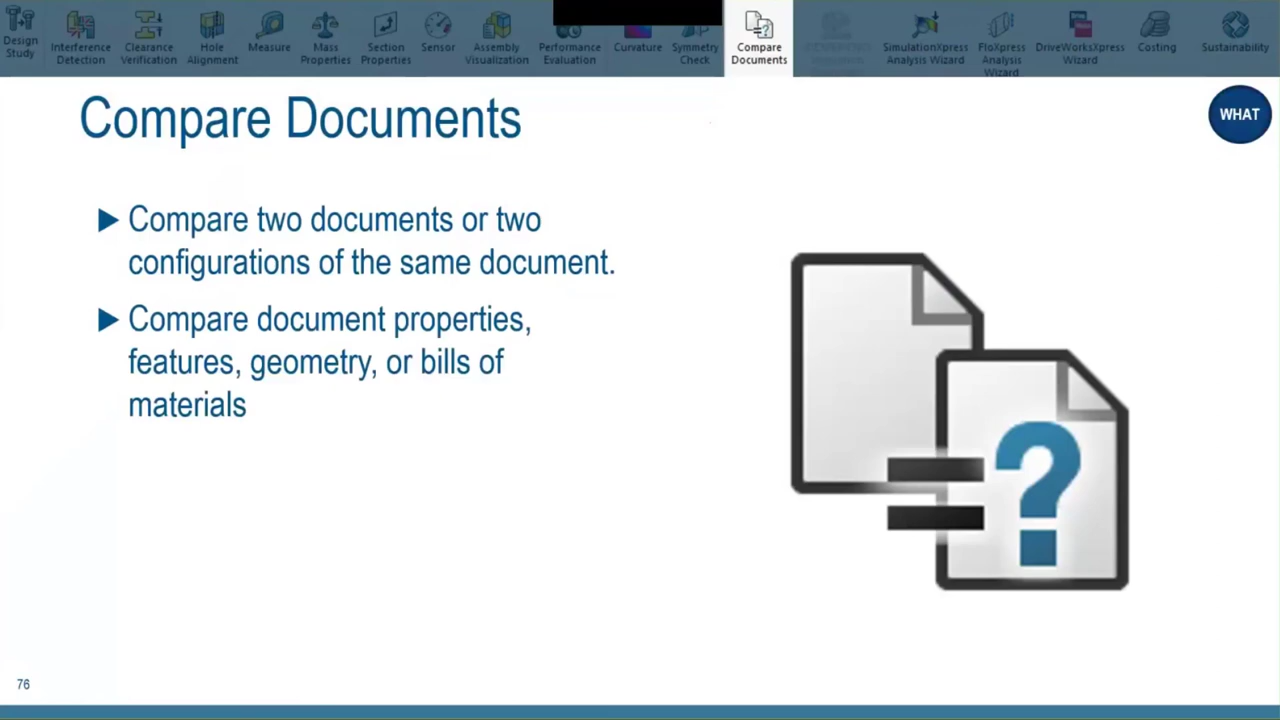 Design
Study
Interference
Detection
Clearance
Verification
Hole
Alignment
Measure
Mass
Properties
Section
Properties
Sensor
Assembly
Visualization
Performance
Evaluation
Curvature
Symmetry
Check
Compare
Documents
SimulationXpress
Analysis Wizard
FloXpress
Analysis
Wizard
DriveWorksXpress
Wizard
Costing
Sustainability
Compare Documents
WHAT
▶ Compare two documents or two
configurations of the same document.
▶ Compare document properties,
features, geometry, or bills of
materials
?
76